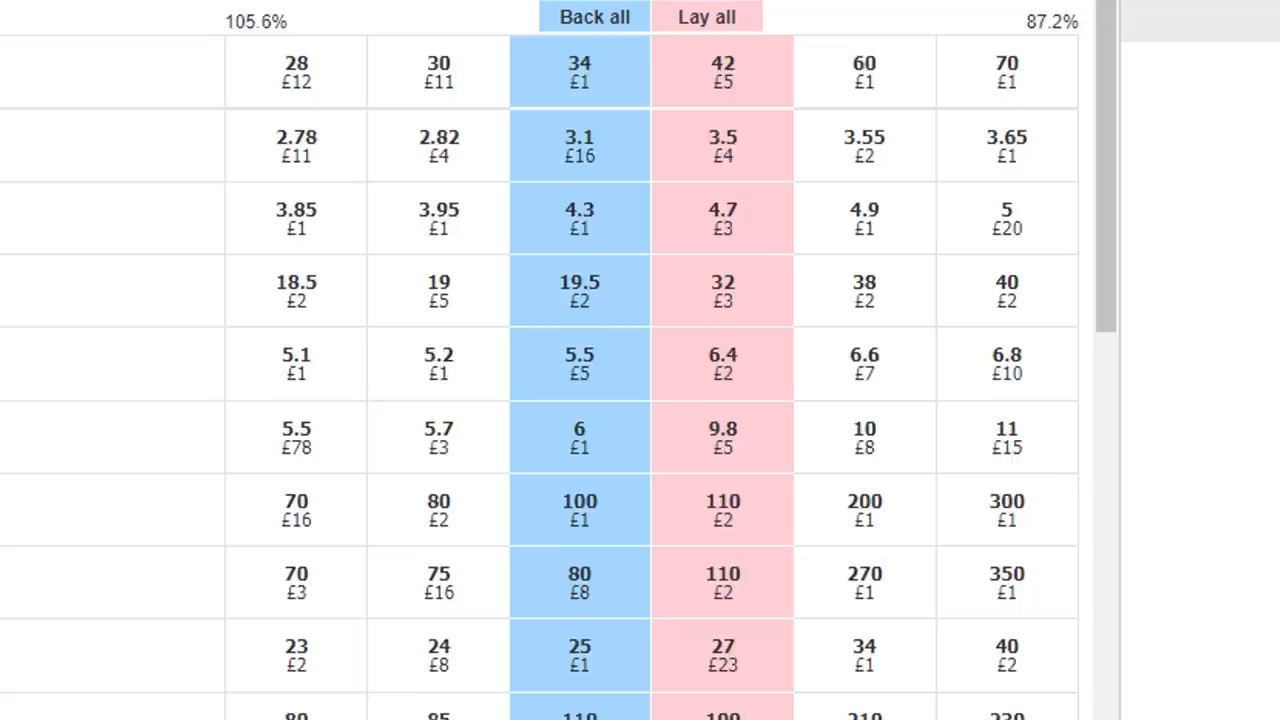 105.6% Back all Lay all 87.2%
28 30 34 42 60 70
£12 £11 £1 £5 £1 £1
2.78 2.82 3.1 3.5 3.55 3.65
£11 £4 £16 £4 £2 £1
3.85 3.95 4.3 4.7 4.9 5
£1 £1 £1 £3 £1 £20
18.5 19 19.5 32 38 40
£2 £5 £2 £3 £2 £2
5.1 5.2 5.5 6.4 6.6 6.8
£1 £1 £5 £2 £7 £10
5.5 5.7 6 9.8 10 11
£78 £3 £1 £5 £8 £15
70 80 100 110 200 300
£16 £2 £1 £2 £1 £1
70 75 80 110 270 350
£3 £16 £8 £2 £1 £1
23 24 25 27 34 40
£2 £8 £1 £23 £1 £2